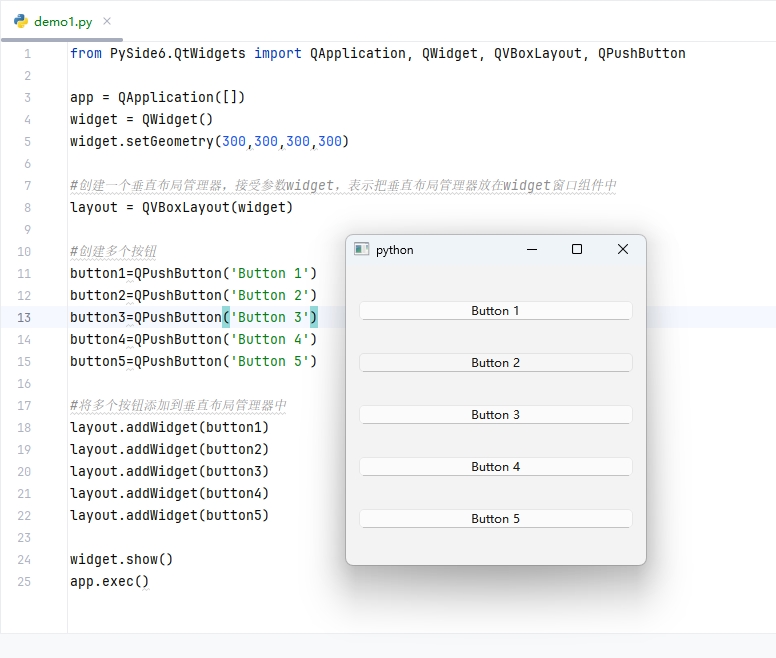 demo1.py
1 from PySide6.QtWidgets import QApplication, QWidget, QVBoxLayout, QPushButton
2
3 app = QApplication([])
4 widget = QWidget()
5 widget.setGeometry(300,300,300,300)
6
7 #创建一个垂直布局管理器，接受参数widget，表示把垂直布局管理器放在widget窗口组件中
8 layout = QVBoxLayout(widget)
9
10 #创建多个按钮
11 button1=QPushButton('Button 1')
12 button2=QPushButton('Button 2')
13 button3=QPushButton('Button 3')
14 button4=QPushButton('Button 4')
15 button5=QPushButton('Button 5')
16
17 #将多个按钮添加到垂直布局管理器中
18 layout.addWidget(button1)
19 layout.addWidget(button2)
20 layout.addWidget(button3)
21 layout.addWidget(button4)
22 layout.addWidget(button5)
23
24 widget.show()
25 app.exec()
python
Button 1
Button 2
Button 3
Button 4
Button 5